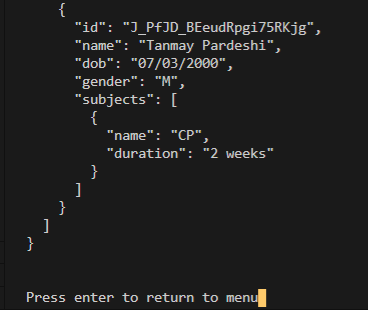 {
"id": "J_PfJD_BEeudRpgi75RKjg",
"name": "Tanmay Pardeshi",
"dob": "07/03/2000",
"gender": "M",
"subjects": [
{
"name": "CP",
"duration": "2 weeks"
}
]
}
]
}
Press enter to return to menu